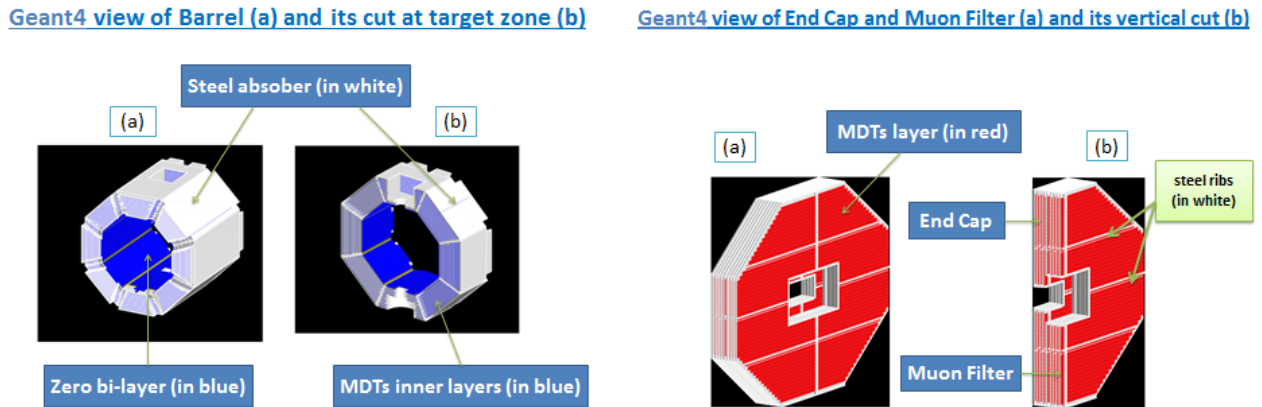 Geant4 view of Barrel (a) and its cut at target zone (b)
Geant4 view of End Cap and Muon Filter (a) and its vertical cut (b)
Steel absober (in white)
(a)
(b)
Zero bi-layer (in blue)
MDTs inner layers (in blue)
MDTs layer (in red)
(a)
(b)
steel ribs
(in white)
End Cap
Muon Filter